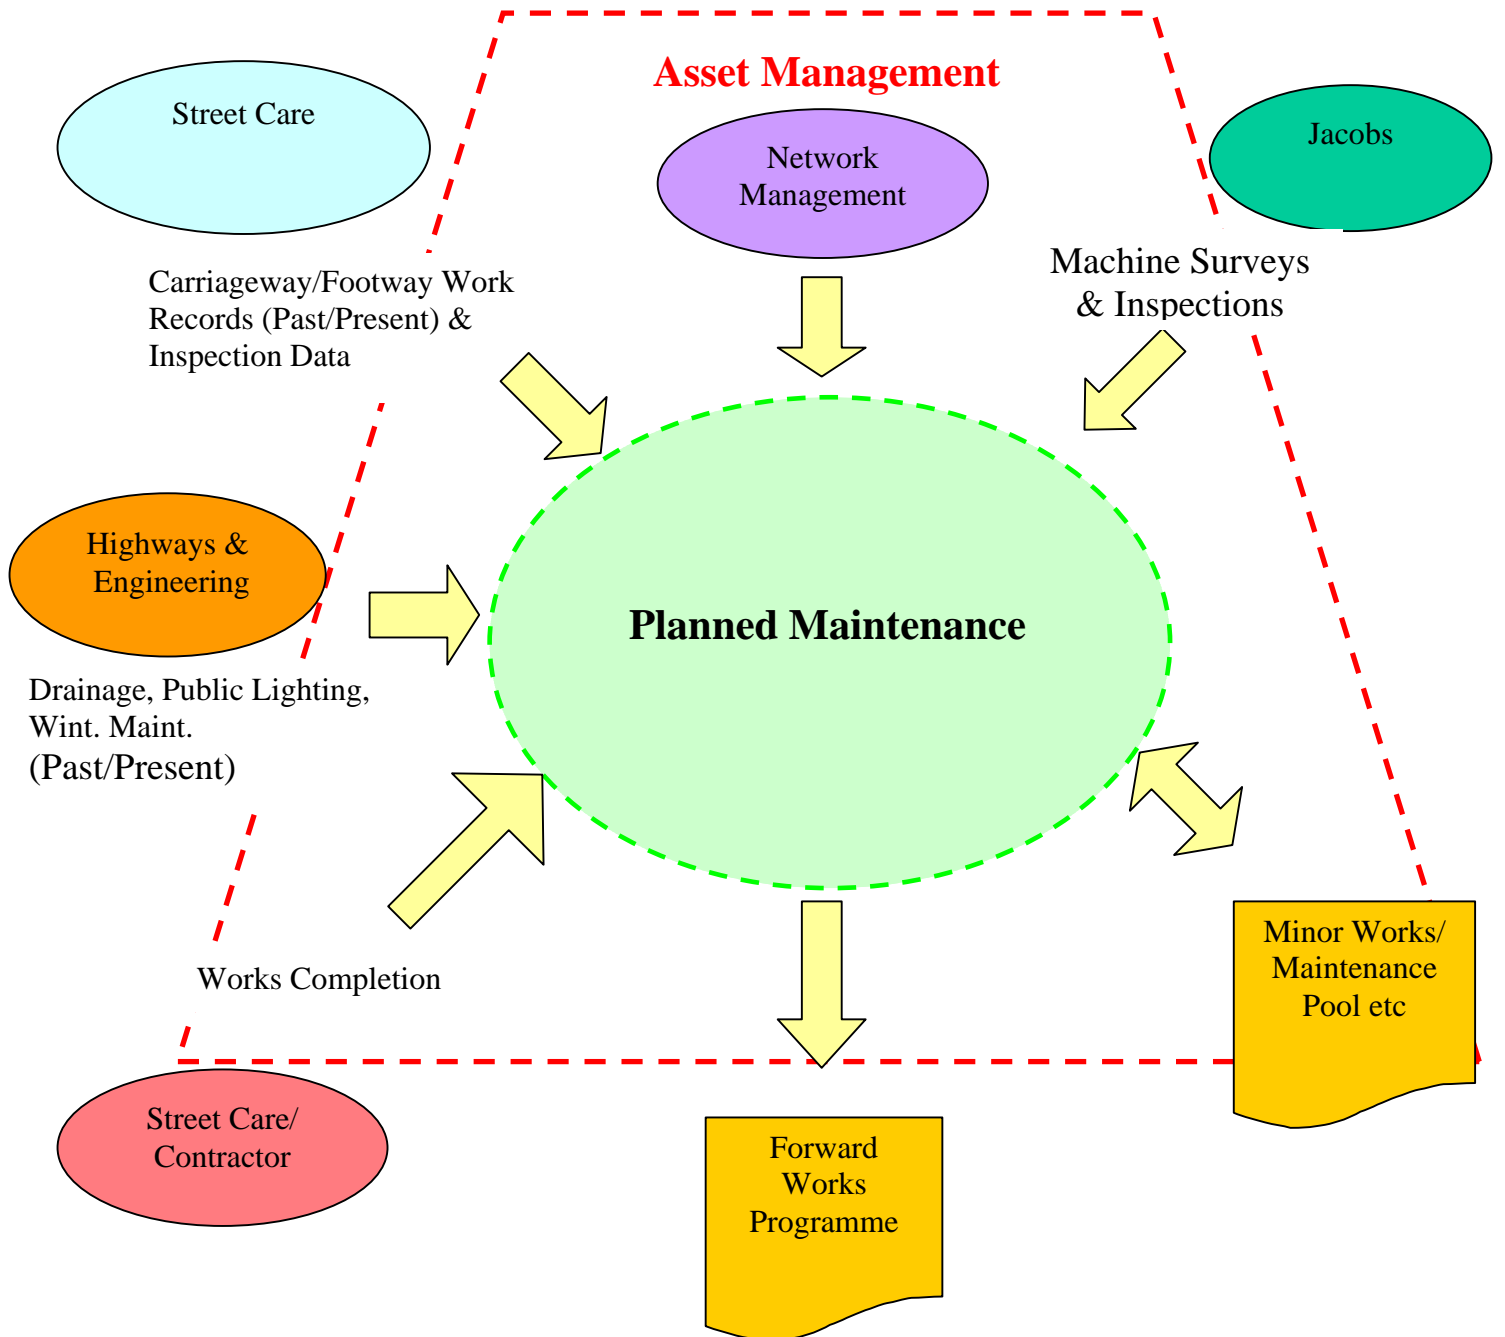 Asset Management
Street Care
Network
Management
Jacobs
Carriageway/Footway Work
Records (Past/Present) &
Inspection Data
Machine Surveys
& Inspections
Highways &
Engineering
Planned Maintenance
Drainage, Public Lighting,
Wint. Maint.
(Past/Present)
Works Completion
Minor Works/
Maintenance
Pool etc
Street Care/
Contractor
Forward
Works
Programme